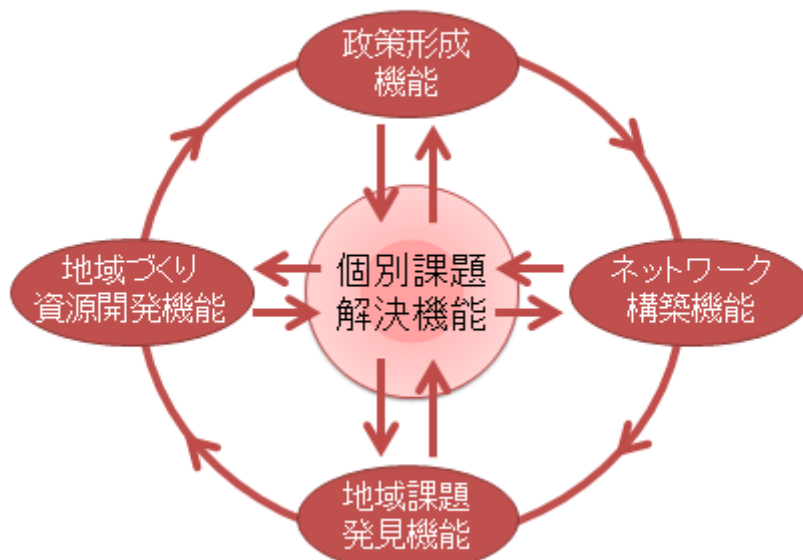 政策形成
機能
地域づくり
資源開発機能
個別課題
解決機能
ネットワーク
構築機能
地域課題
発見機能